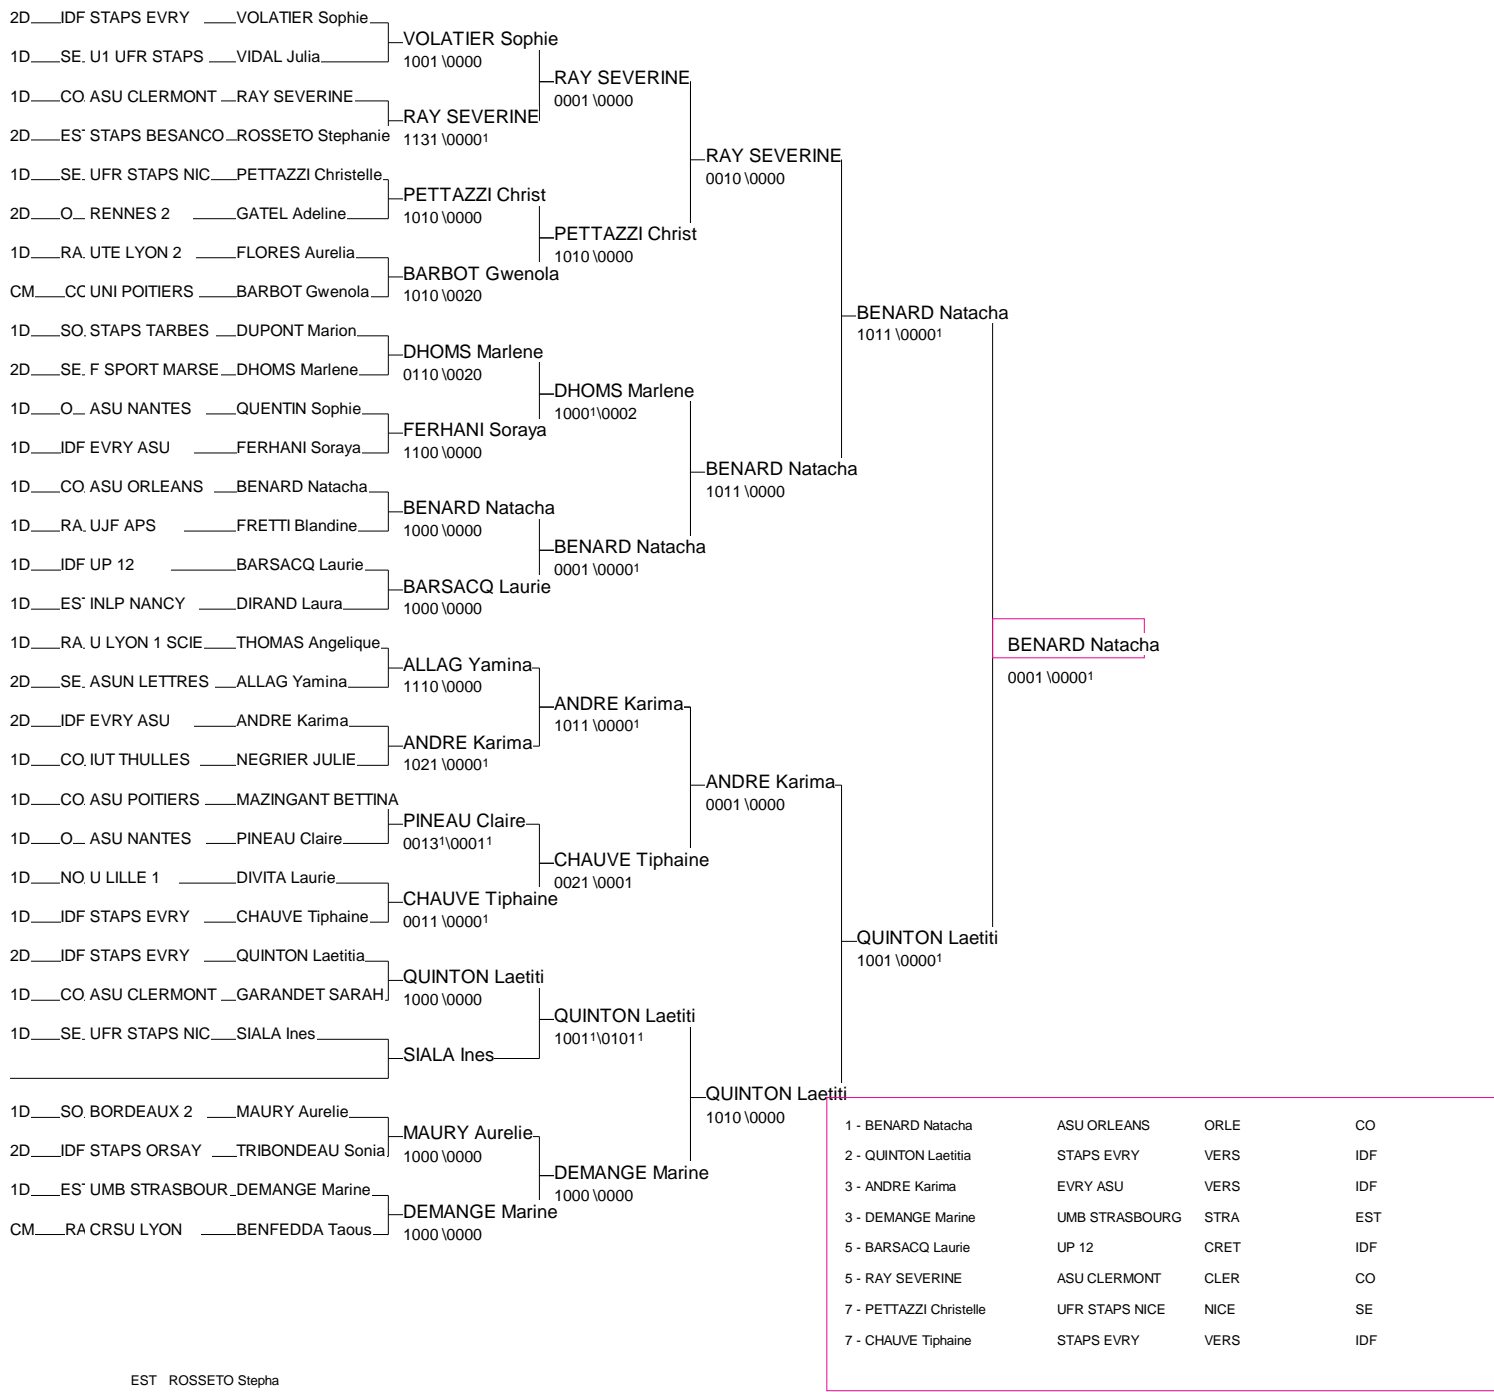 2D IDF STAPS EVRY VOLATIER Sophie
VOLATIER Sophie
1001 \0000
1D SE. U1 UFR STAPS VIDAL Julia
RAY SEVERINE
0001 \0000
1D CO. ASU CLERMONT RAY SEVERINE
RAY SEVERINE
1131 \0000¹
2D EST STAPS BESANCO ROSSETO Stephanie
RAY SEVERINE
0010 \0000
1D SE. UFR STAPS NIC PETTAZZI Christelle
PETTAZZI Christ
1010 \0000
2D O RENNES 2 GATEL Adeline
PETTAZZI Christ
1010 \0000
1D RA. UTE LYON 2 FLORES Aurelia
BARBOT Gwenola
1010 \0020
CM CC UNI POITIERS BARBOT Gwenola
BENARD Natacha
1011 \0000¹
1D SO. STAPS TARBES DUPONT Marion
DHOMS Marlene
0110 \0020
2D SE. F SPORT MARSE DHOMS Marlene
DHOMS Marlene
1000¹\0002
1D O ASU NANTES QUENTIN Sophie
FERHANI Soraya
1100 \0000
1D IDF EVRY ASU FERHANI Soraya
BENARD Natacha
1011 \0000
1D CO. ASU ORLEANS BENARD Natacha
BENARD Natacha
1000 \0000
1D RA. UJF APS FRETTI Blandine
BENARD Natacha
0001 \0000¹
1D IDF UP 12 BARSACQ Laurie
BARSACQ Laurie
1000 \0000
1D EST INLP NANCY DIRAND Laura
BENARD Natacha
0001 \0000¹
1D RA. U LYON 1 SCIE THOMAS Angelique
ALLAG Yamina
1110 \0000
2D SE. ASUN LETTRES ALLAG Yamina
ANDRE Karima
1011 \0000¹
2D IDF EVRY ASU ANDRE Karima
ANDRE Karima
1021 \0000¹
1D CO. IUT THULLES NEGRIER JULIE
ANDRE Karima
0001 \0000
1D CO. ASU POITIERS MAZINGANT BETTINA
PINEAU Claire
0013¹\0001¹
1D O ASU NANTES PINEAU Claire
CHAUVE Tiphaine
0021 \0001
1D NO. U LILLE 1 DIVITA Laurie
CHAUVE Tiphaine
0011 \0000¹
1D IDF STAPS EVRY CHAUVE Tiphaine
QUINTON Laetiti
1001 \0000¹
2D IDF STAPS EVRY QUINTON Laetitia
QUINTON Laetiti
1000 \0000
1D CO. ASU CLERMONT GARANDET SARAH
QUINTON Laetiti
1001¹\0101¹
1D SE. UFR STAPS NIC SIALA Ines
SIALA Ines
QUINTON Laetiti
1010 \0000
1D SO. BORDEAUX 2 MAURY Aurelie
MAURY Aurelie
1000 \0000
2D IDF STAPS ORSAY TRIBONDEAU Sonia
DEMANGE Marine
1000 \0000
1D EST UMB STRASBOUR DEMANGE Marine
DEMANGE Marine
1000 \0000
CM RA CRSU LYON BENFEDDA Taous
1 - BENARD Natacha ASU ORLEANS ORLE CO
2 - QUINTON Laetitia STAPS EVRY VERS IDF
3 - ANDRE Karima EVRY ASU VERS IDF
3 - DEMANGE Marine UMB STRASBOURG STRA EST
5 - BARSACQ Laurie UP 12 CRET IDF
5 - RAY SEVERINE ASU CLERMONT CLER CO
7 - PETTAZZI Christelle UFR STAPS NICE NICE SE
7 - CHAUVE Tiphaine STAPS EVRY VERS IDF
EST ROSSETO Stepha